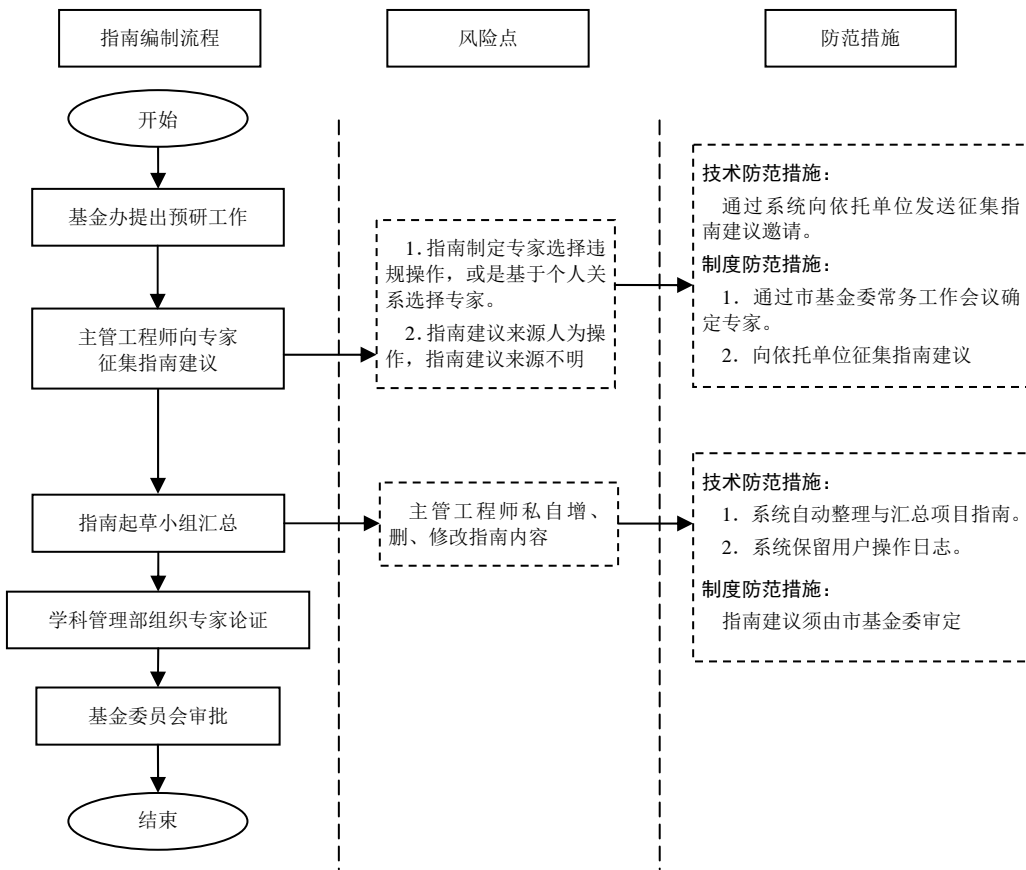 指南编制流程
风险点
防范措施
开始
基金办提出预研工作
主管工程师向专家
征集指南建议
指南起草小组汇总
学科管理部组织专家论证
基金委员会审批
结束
1.指南制定专家选择违
规操作，或是基于个人关
系选择专家。
2.指南建议来源人为操
作，指南建议来源不明
主管工程师私自增、
删、修改指南内容
技术防范措施：
通过系统向依托单位发送征集指
南建议邀请。
制度防范措施：
1．通过市基金委常务工作会议确
定专家。
2．向依托单位征集指南建议
技术防范措施：
1．系统自动整理与汇总项目指南。
2．系统保留用户操作日志。
制度防范措施：
指南建议须由市基金委审定